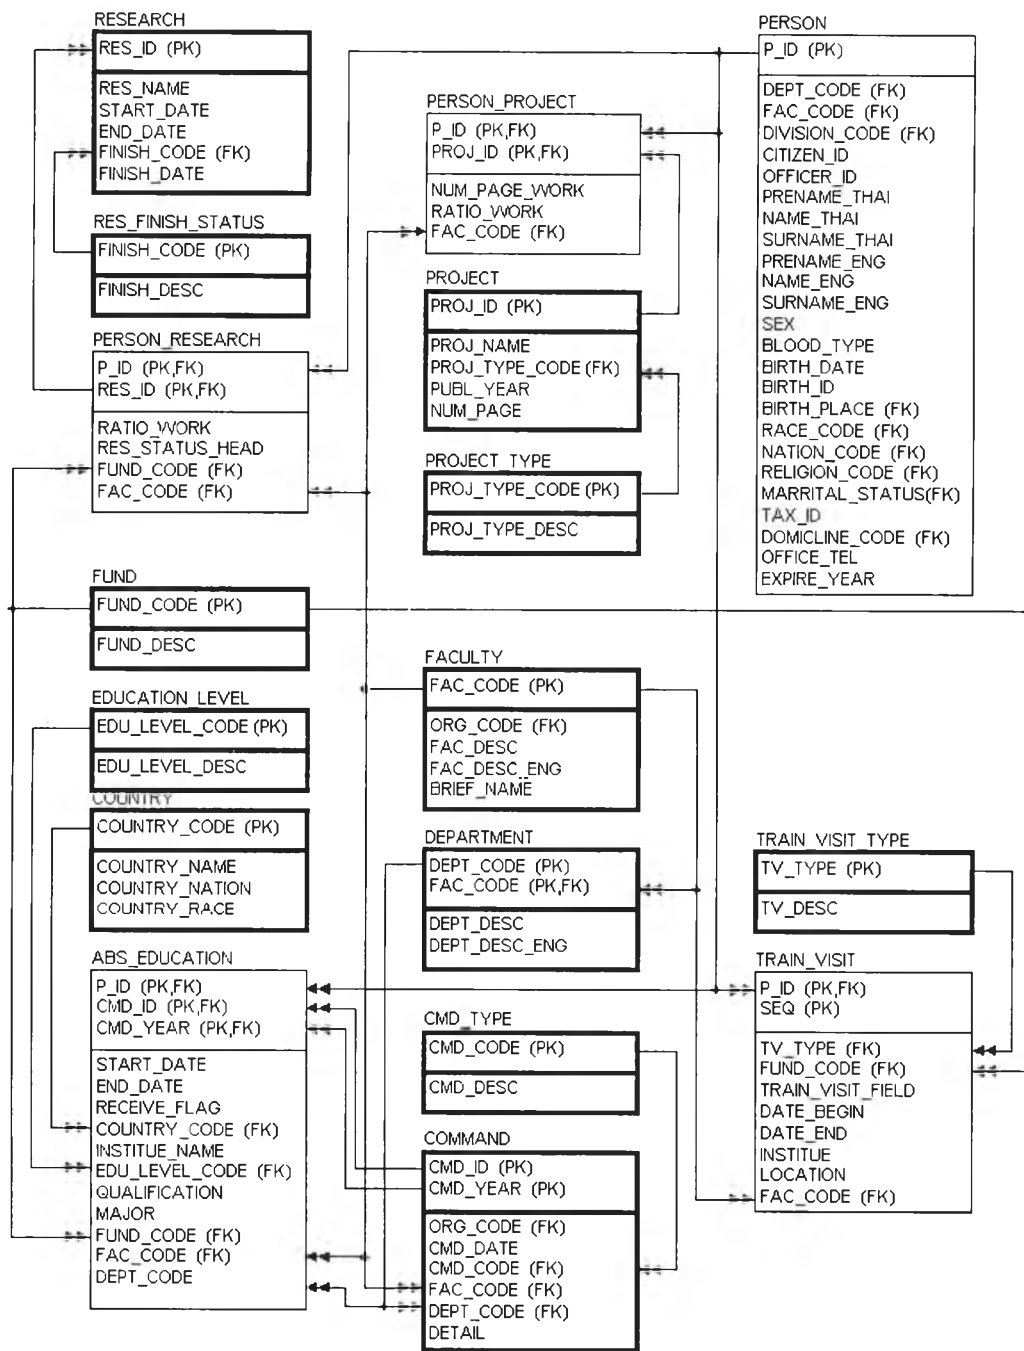 RESEARCH
RES_ID (PK)
RES_NAME
START_DATE
END_DATE
FINISH_CODE (FK)
FINISH_DATE
RES_FINISH_STATUS
FINISH_CODE (PK)
FINISH_DESC
PERSON_RESEARCH
P_ID (PK,FK)
RES_ID (PK,FK)
RATIO_WORK
RES_STATUS_HEAD
FUND_CODE (FK)
FAC_CODE (FK)
FUND
FUND_CODE (PK)
FUND_DESC
EDUCATION_LEVEL
EDU_LEVEL_CODE (PK)
EDU_LEVEL_DESC
COUNTRY
COUNTRY_CODE (PK)
COUNTRY_NAME
COUNTRY_NATION
COUNTRY_RACE
ABS_EDUCATION
P_ID (PK,FK)
CMD_ID (PK,FK)
CMD_YEAR (PK,FK)
START_DATE
END_DATE
RECEIVE_FLAG
COUNTRY_CODE (FK)
INSTITUE_NAME
EDU_LEVEL_CODE (FK)
QUALIFICATION
MAJOR
FUND_CODE (FK)
FAC_CODE (FK)
DEPT_CODE
PERSON_PROJECT
P_ID (PK,FK)
PROJ_ID (PK,FK)
NUM_PAGE_WORK
RATIO_WORK
FAC_CODE (FK)
PROJECT
PROJ_ID (PK)
PROJ_NAME
PROJ_TYPE_CODE(FK)
PUBL_YEAR
NUM_PAGE
PROJECT_TYPE
PROJ_TYPE_CODE(PK)
PROJ_TYPE_DESC
FACULTY
FAC_CODE (PK)
ORG_CODE (FK)
FAC_DESC
FAC_DESC_ENG
BRIEF_NAME
DEPARTMENT
DEPT_CODE (PK)
FAC_CODE (PK,FK)
DEPT_DESC
DEPT_DESC_ENG
CMD_TYPE
CMD_CODE (PK)
CMD_DESC
COMMAND
CMD_ID (PK)
CMD_YEAR (PK)
ORG_CODE (FK)
CMD_DATE
CMD_CODE (FK)
FAC_CODE (FK)
DEPT_CODE (FK)
DETAIL
PERSON
P_ID (PK)
DEPT_CODE (FK)
FAC_CODE (FK)
DIVISION_CODE (FK)
CITIZEN_ID
OFFICER_ID
PRENAME_THAI
NAME_THAI
SURNAME_THAI
PRENAME_ENG
NAME_ENG
SURNAME_ENG
SEX
BLOOD_TYPE
BIRTH_DATE
BIRTH_ID
BIRTH_PLACE (FK)
RACE_CODE (FK)
NATION_CODE (FK)
RELIGION_CODE (FK)
MARRITAL_STATUS(FK)
TAX_ID
DOMICLINE_CODE (FK)
OFFICE_TEL
EXPIRE_YEAR
TRAIN_VISIT_TYPE
TV_TYPE (PK)
TV_DESC
TRAIN_VISIT
P_ID (PK,FK)
SEQ (PK)
TV_TYPE (FK)
FUND_CODE (FK)
TRAIN_VISIT_FIELD
DATE_BEGIN
DATE_END
INSTITUE
LOCATION
FAC_CODE (FK)